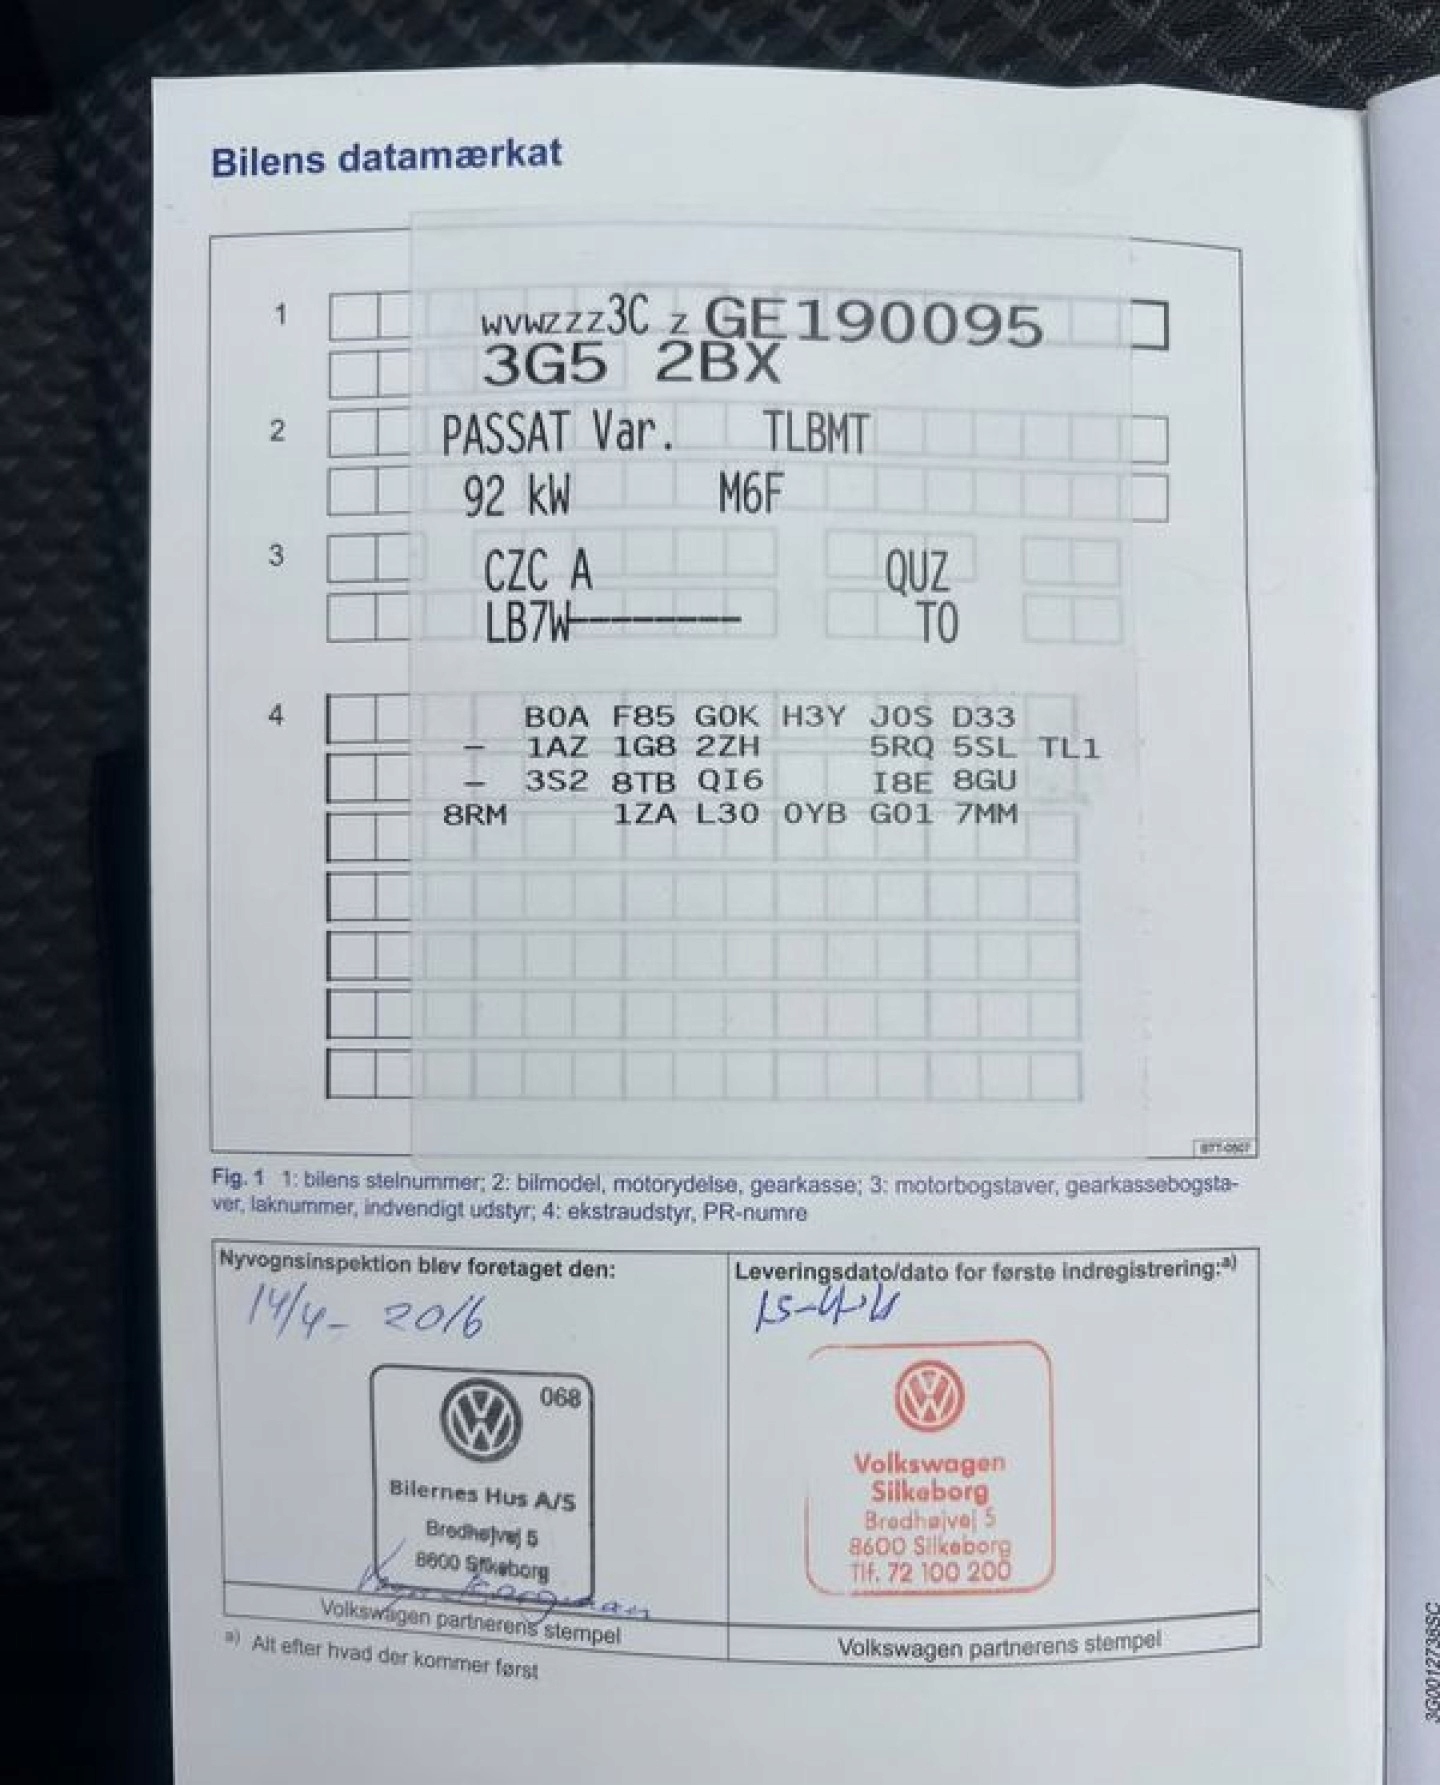 Bilens datamærkat
1 WVWZZZ3C Z GE190095
3G5 2BX
2 PASSAT Var. TLBMT
92 kW M6F
3 CZC A QUZ
LB7W-------- TO
4 B0A F85 G0K H3Y J0S D33
- 1AZ 1G8 2ZH 5RQ 5SL TL1
- 3S2 8TB QI6 I8E 8GU
8RM 1ZA L30 0YB G01 7MM
Fig. 1 1: bilens stelnummer; 2: bilmodel, motorydelse, gearkasse; 3: motorbogstaver, gearkassebogsta-
ver, laknummer, indvendigt udstyr; 4: ekstraudstyr, PR-numre
Nyvognsinspektion blev foretaget den:
14/4- 2016
068
Bilernes Hus A/S
Bredhøjvej 5
8600 Silkeborg
Volkswagen partnerens stempel
Leveringsdato/dato for første indregistrering:a)
Volkswagen
Silkeborg
Bredhøjvej 5
8600 Silkeborg
Tlf. 72 100 200
Volkswagen partnerens stempel
a) Alt efter hvad der kommer først
3G0012738SC